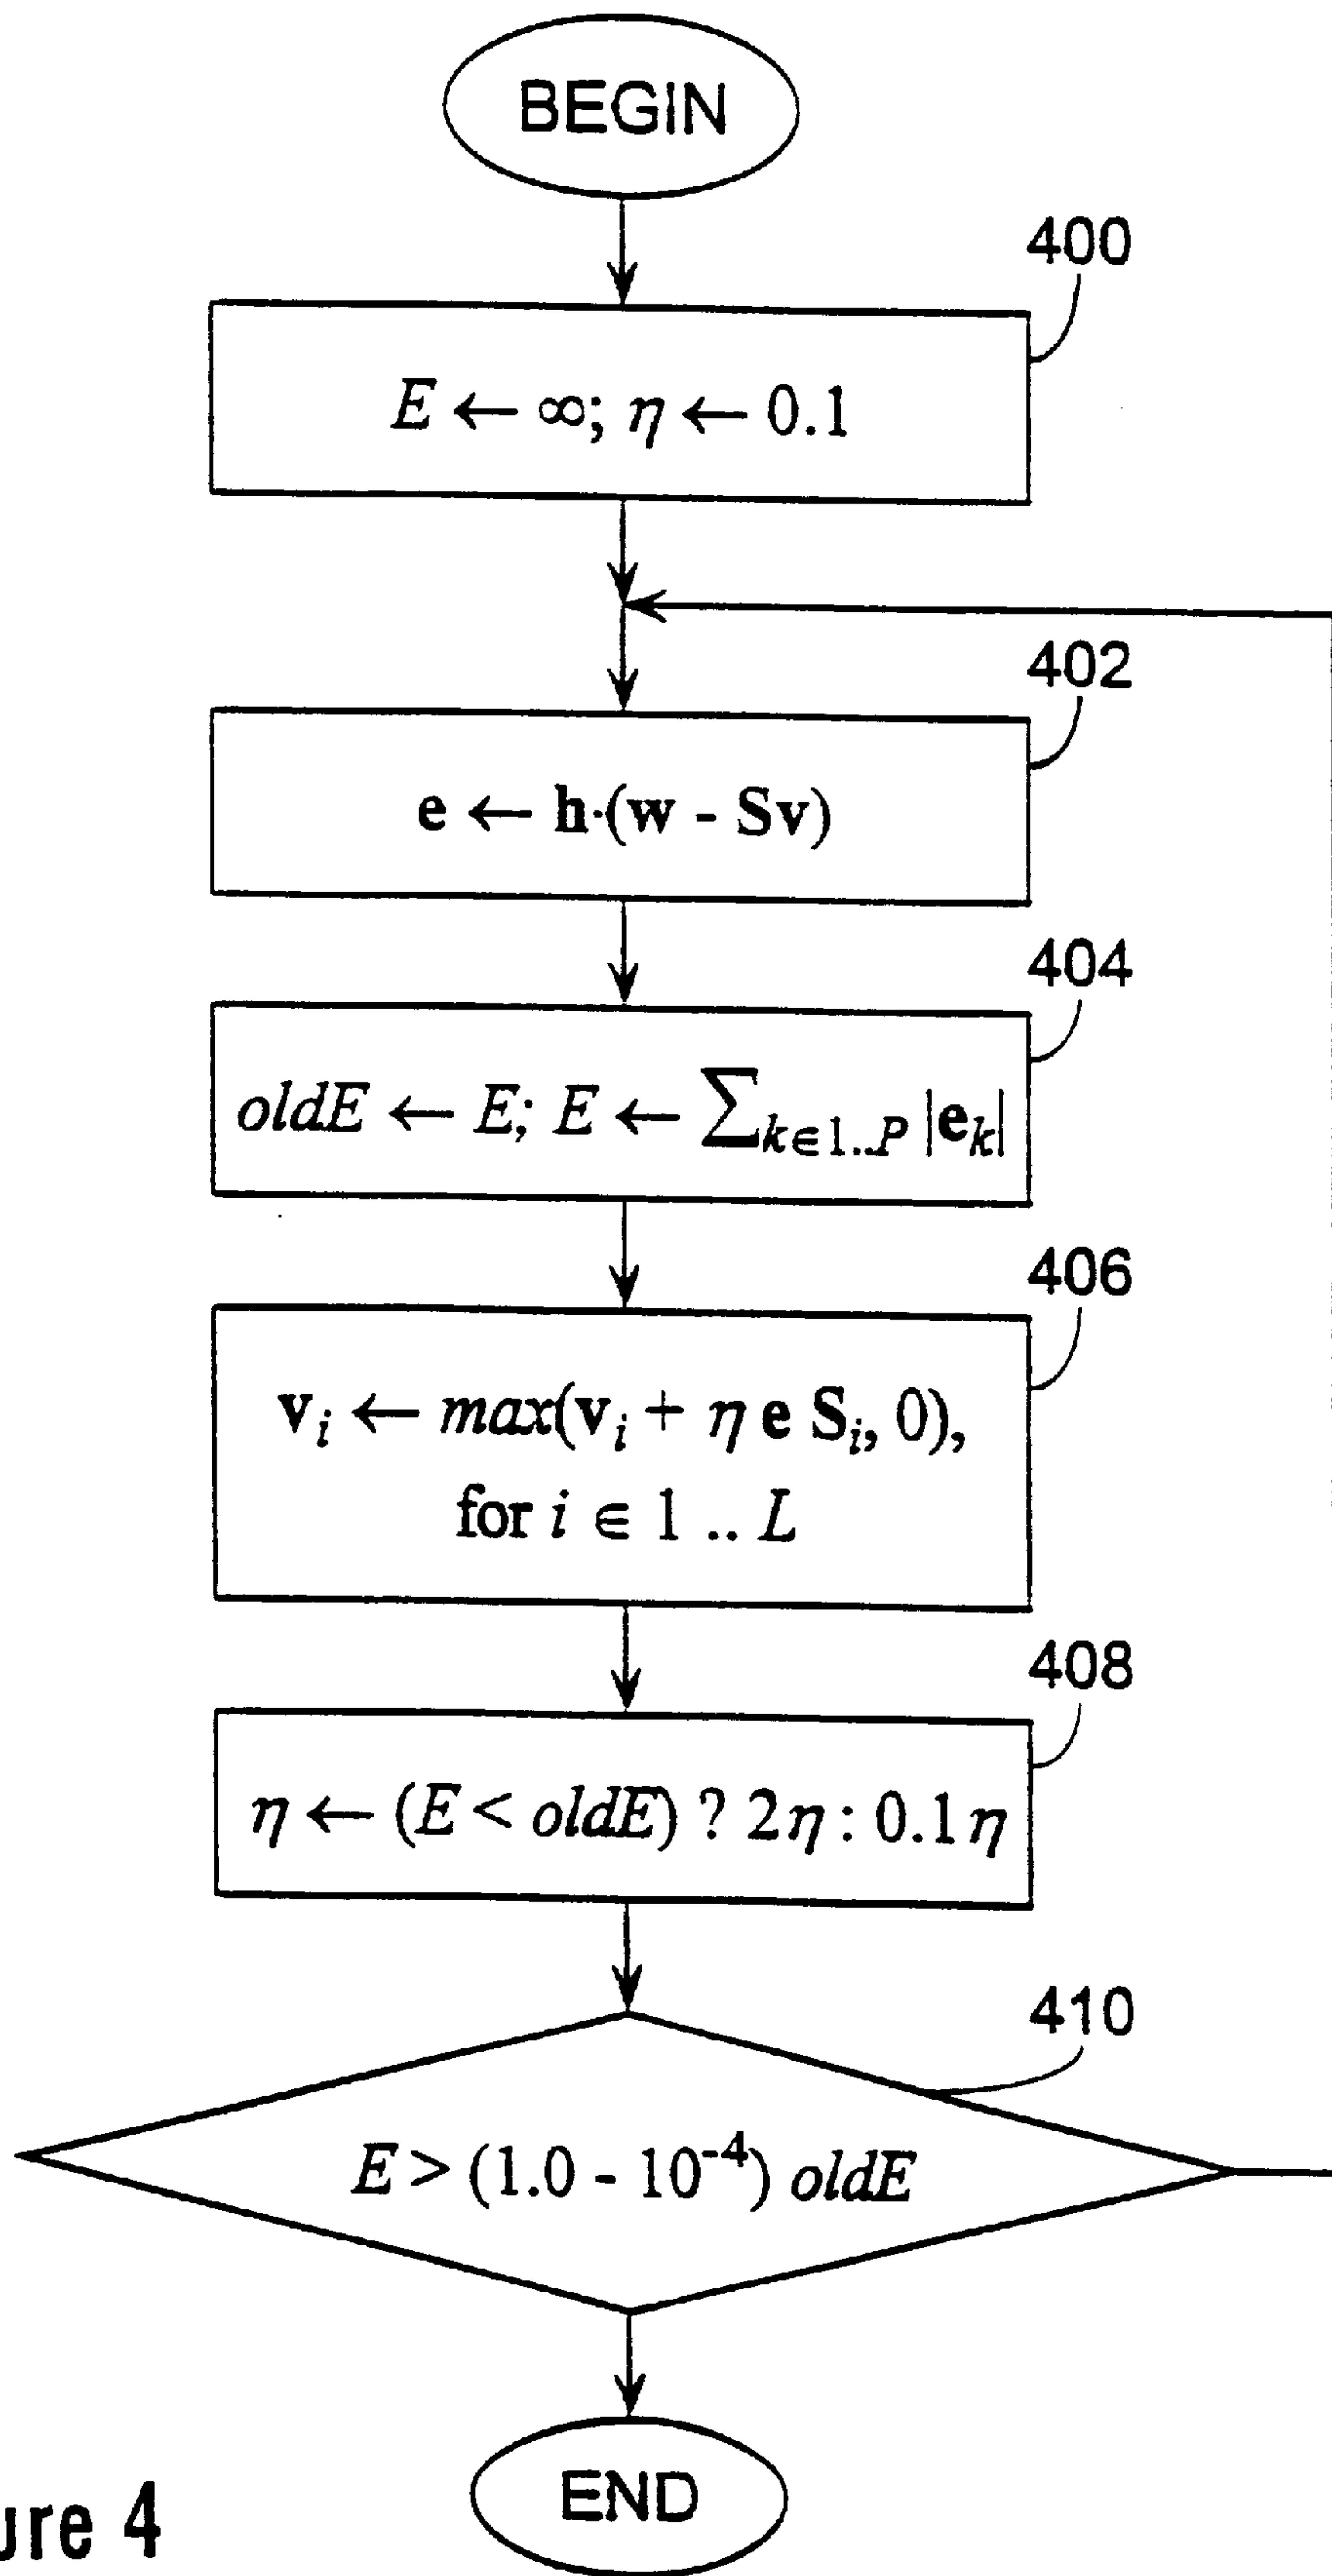 BEGIN
400
E ← ∞; η ← 0.1
402
e ← h·(w - Sv)
404
oldE ← E; E ← ∑k∈1..P |ek|
406
vi ← max(vi + η e Si, 0),
for i ∈ 1 .. L
408
η ← (E < oldE) ? 2η : 0.1η
410
E > (1.0 - 10⁻⁴) oldE
END
ure 4